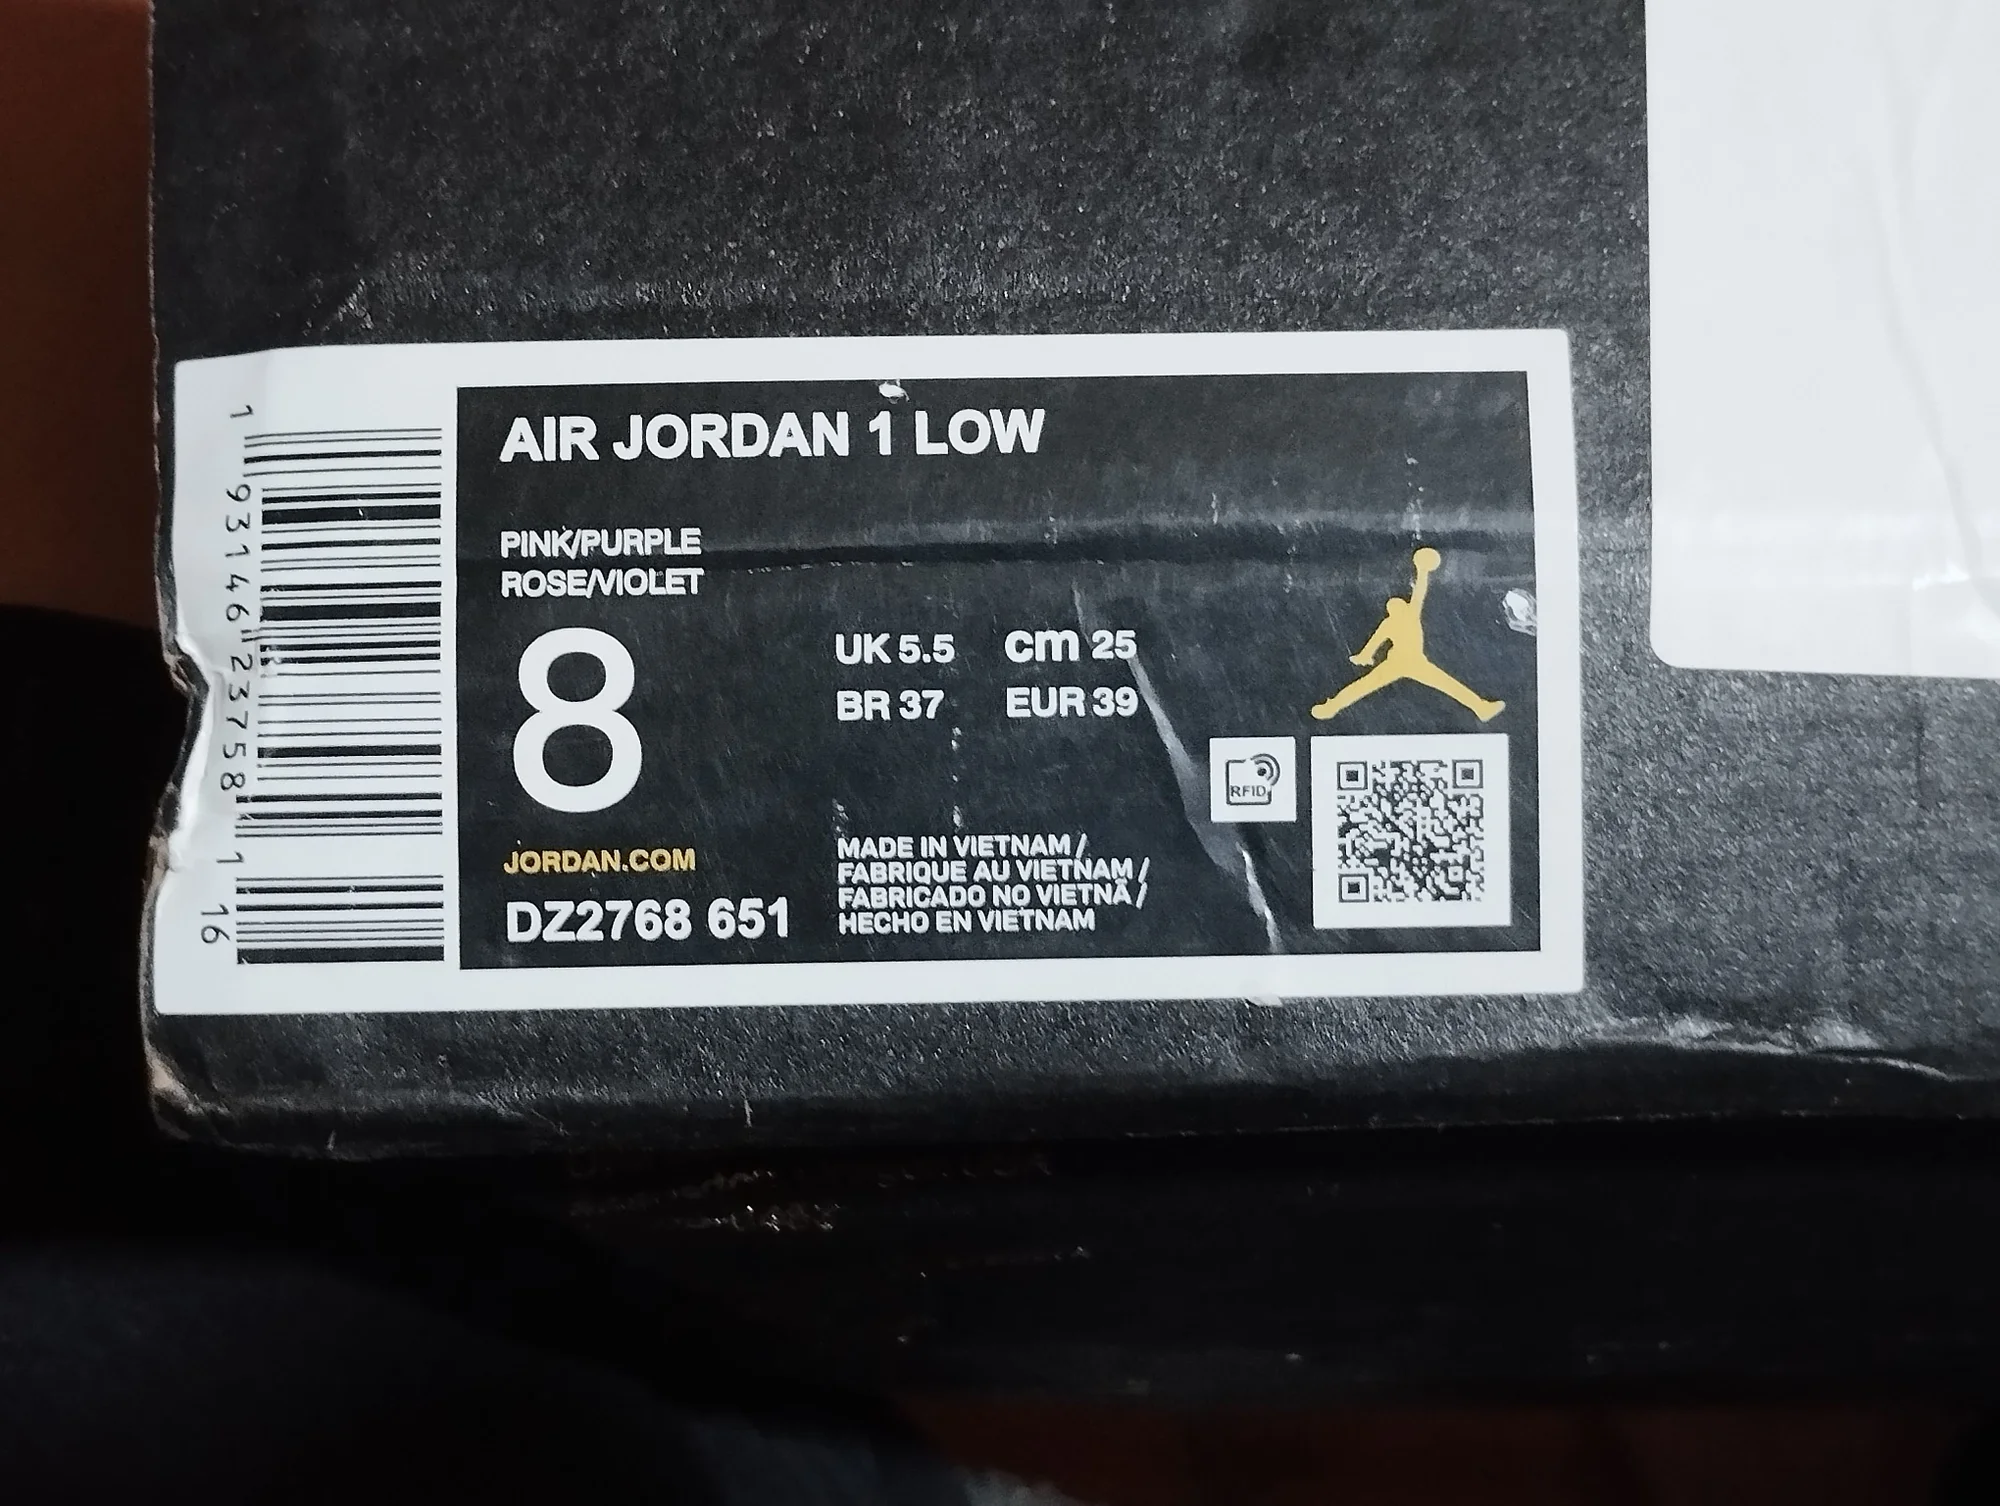 AIR JORDAN 1 LOW
PINK/PURPLE
ROSE/VIOLET
8
UK 5.5 cm 25
BR 37 EUR 39
RFID
JORDAN.COM
DZ2768 651
MADE IN VIETNAM /
FABRIQUE AU VIETNAM /
FABRICADO NO VIETNÃ /
HECHO EN VIETNAM
1 93146 23758 1 16